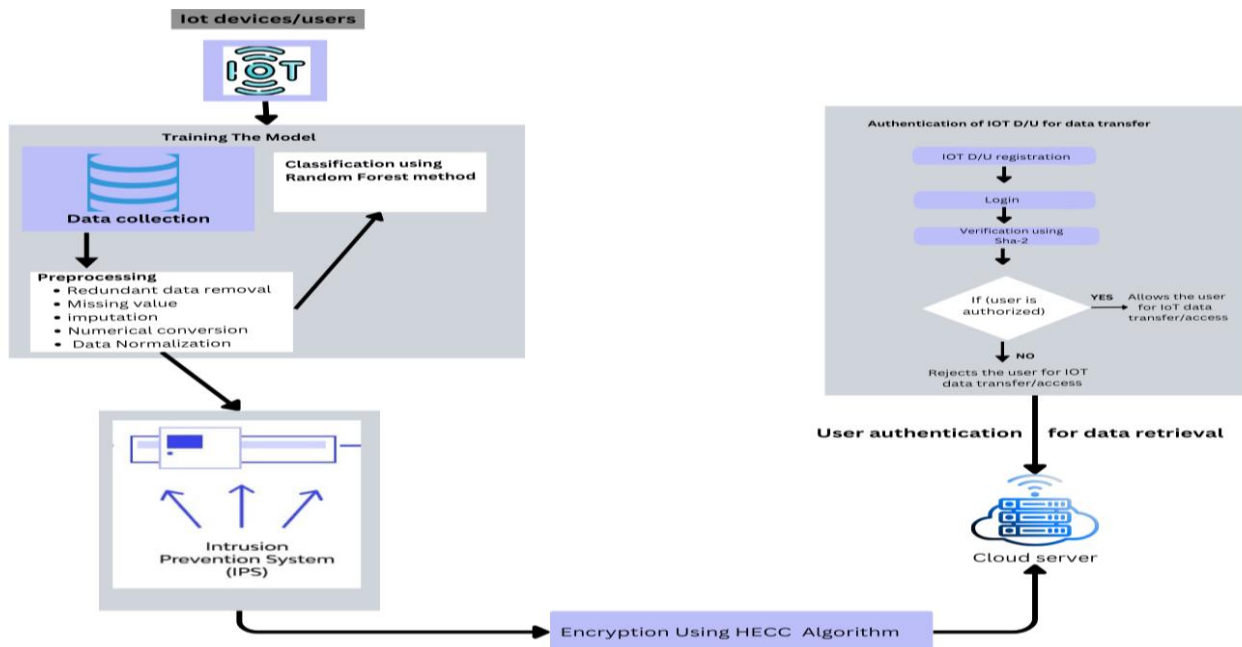 Iot devices/users
IOT
Training The Model
Data collection
Classification using
Random Forest method
Preprocessing
• Redundant data removal
• Missing value
• imputation
• Numerical conversion
• Data Normalization
Intrusion
Prevention System
(IPS)
Encryption Using HECC Algorithm
Authentication of IOT D/U for data transfer
IOT D/U registration
Login
Verification using
Sha-2
If (user is
authorized)
YES
Allows the user
for IoT data
transfer/access
NO
Rejects the user for IOT
data transfer/access
User authentication for data retrieval
Cloud server